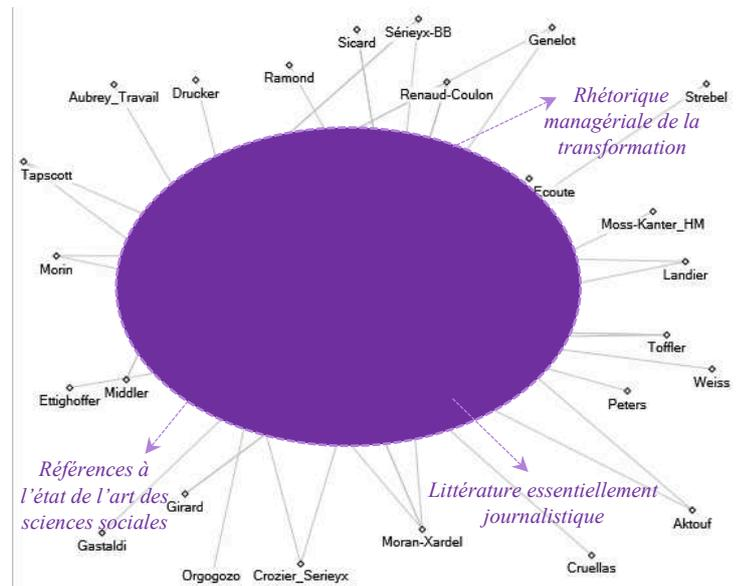 Sérieyx-BB
Sicard
Genelot
Ramond
Aubrey_Travail
Drucker
Renaud-Coulon
Strebel
Rhétorique
managériale de la
transformation
Tapscott
Ecoute
Moss-Kanter_HM
Morin
Landier
Toffler
Weiss
Ettighoffer
Middler
Peters
Références à
l’état de l’art des
sciences sociales
Girard
Gastaldi
Littérature essentiellement
journalistique
Aktouf
Moran-Xardel
Cruellas
Orgogozo
Crozier_Serieyx